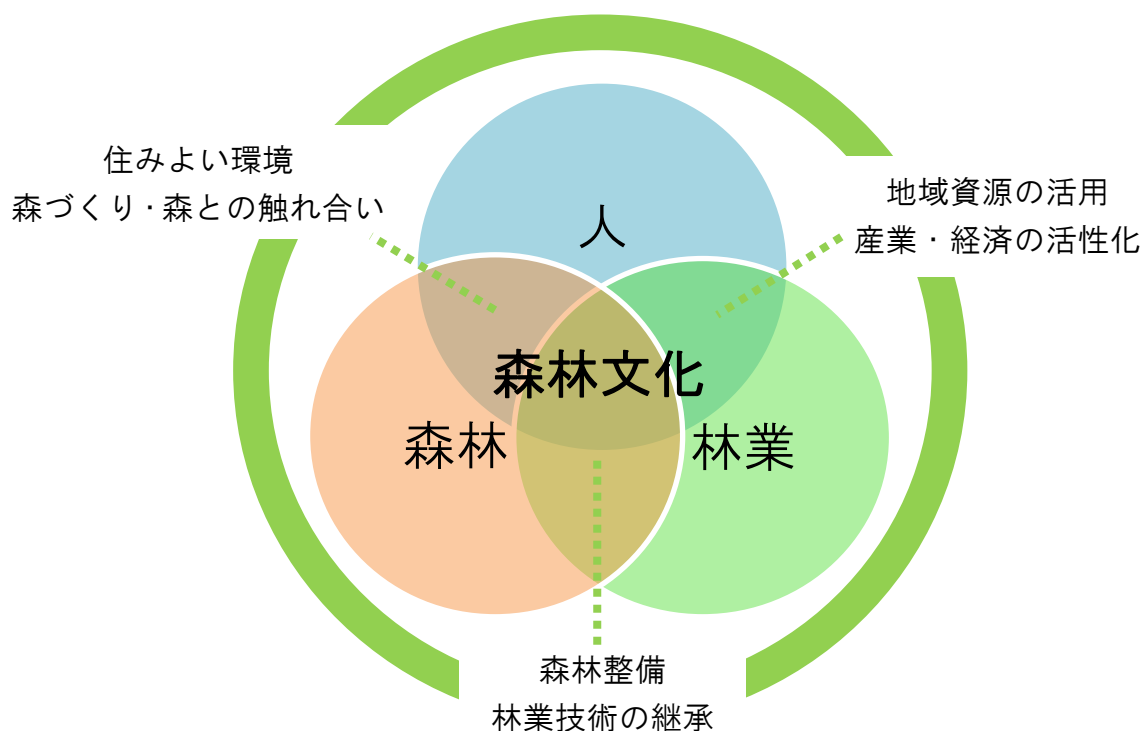 住みよい環境
森づくり・森との触れ合い
地域資源の活用
産業・経済の活性化
人
森林文化
森林
林業
森林整備
林業技術の継承